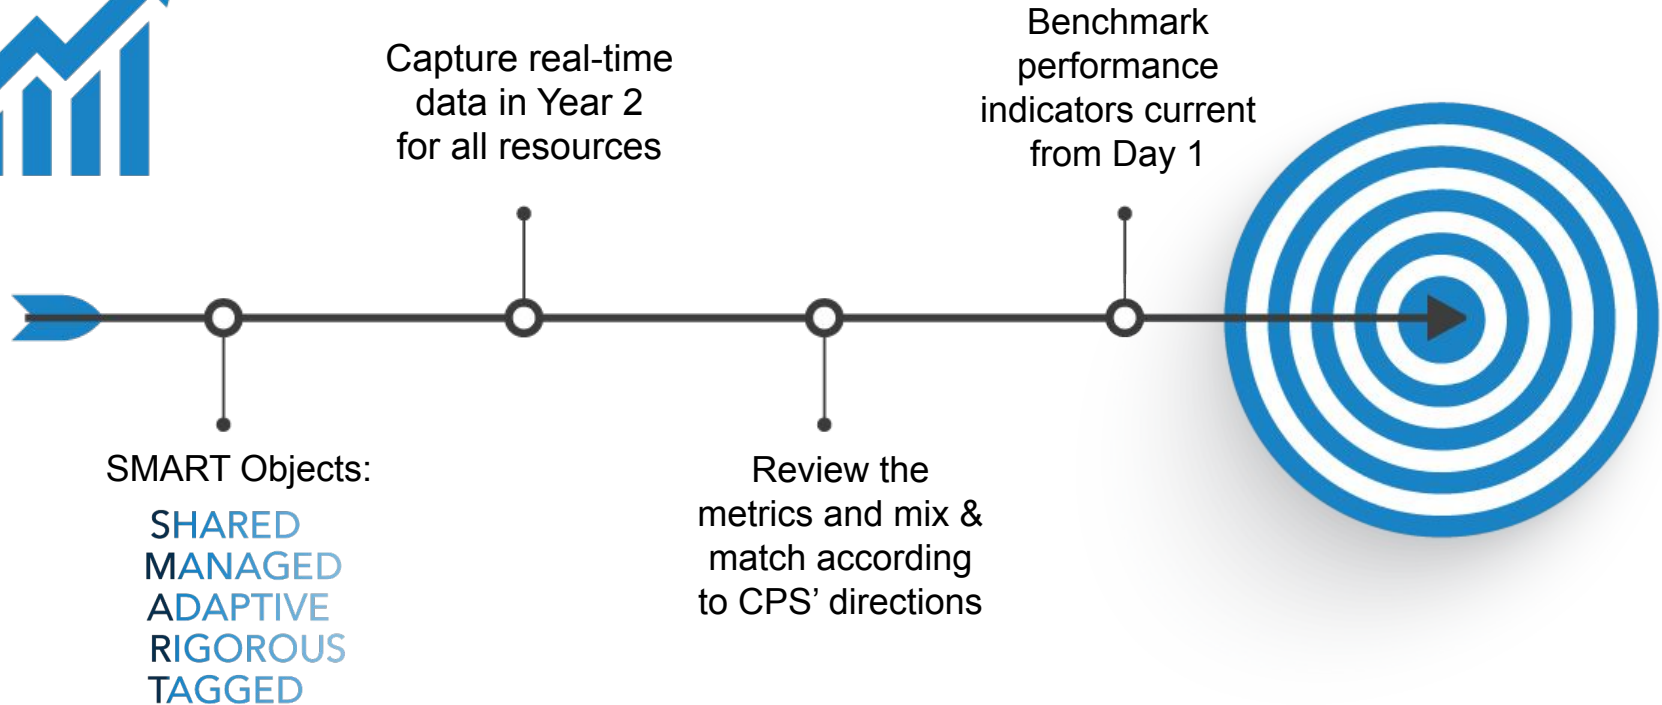 SMART Objects:
SHARED
MANAGED
ADAPTIVE
RIGOROUS
TAGGED
Capture real-time
data in Year 2
for all resources
Review the
metrics and mix &
match according
to CPS’ directions
Benchmark
performance
indicators current
from Day 1